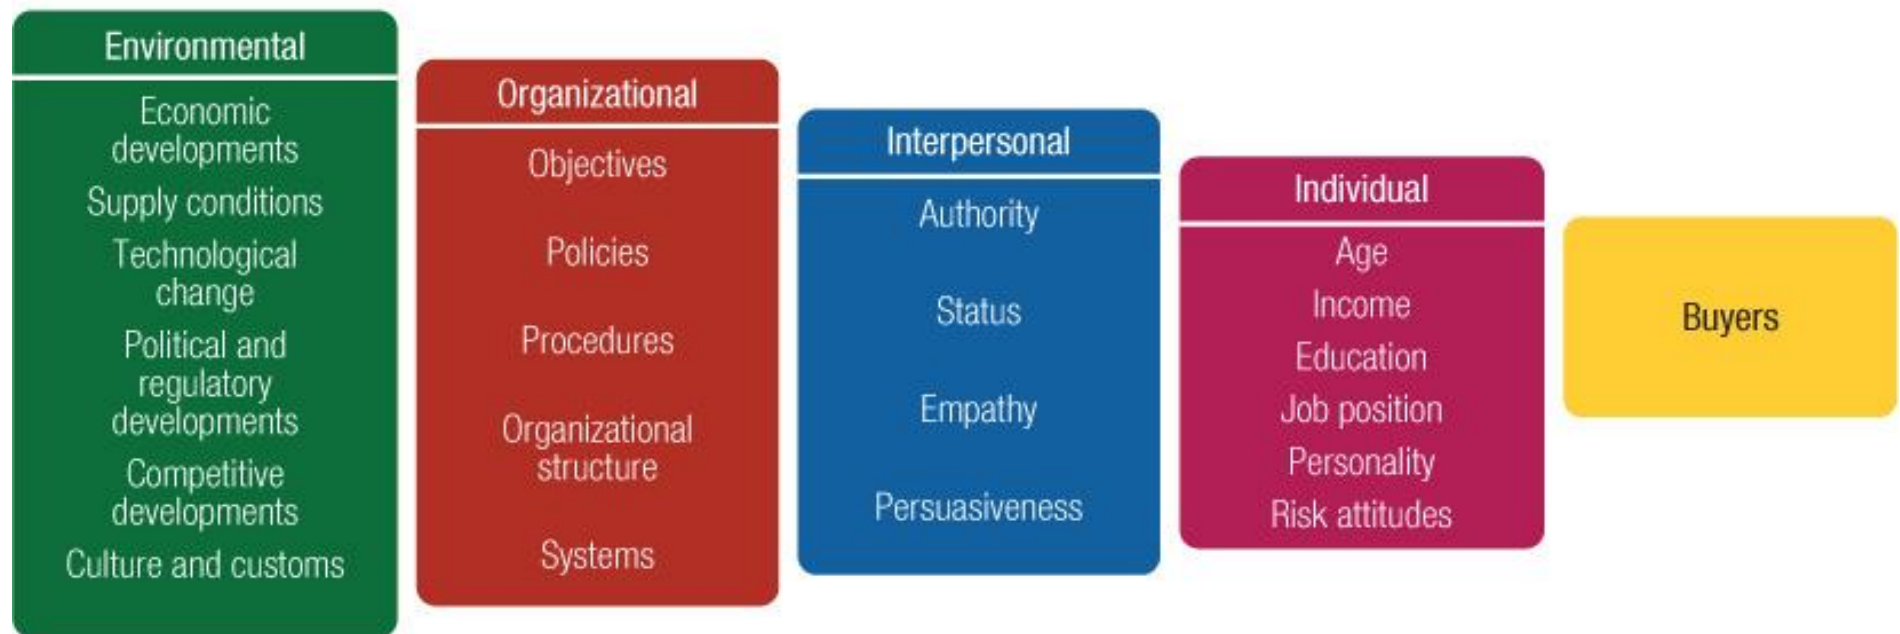 Environmental
Economic
developments
Supply conditions
Technological
change
Political and
regulatory
developments
Competitive
developments
Culture and customs
Organizational
Objectives
Policies
Procedures
Organizational
structure
Systems
Interpersonal
Authority
Status
Empathy
Persuasiveness
Individual
Age
Income
Education
Job position
Personality
Risk attitudes
Buyers